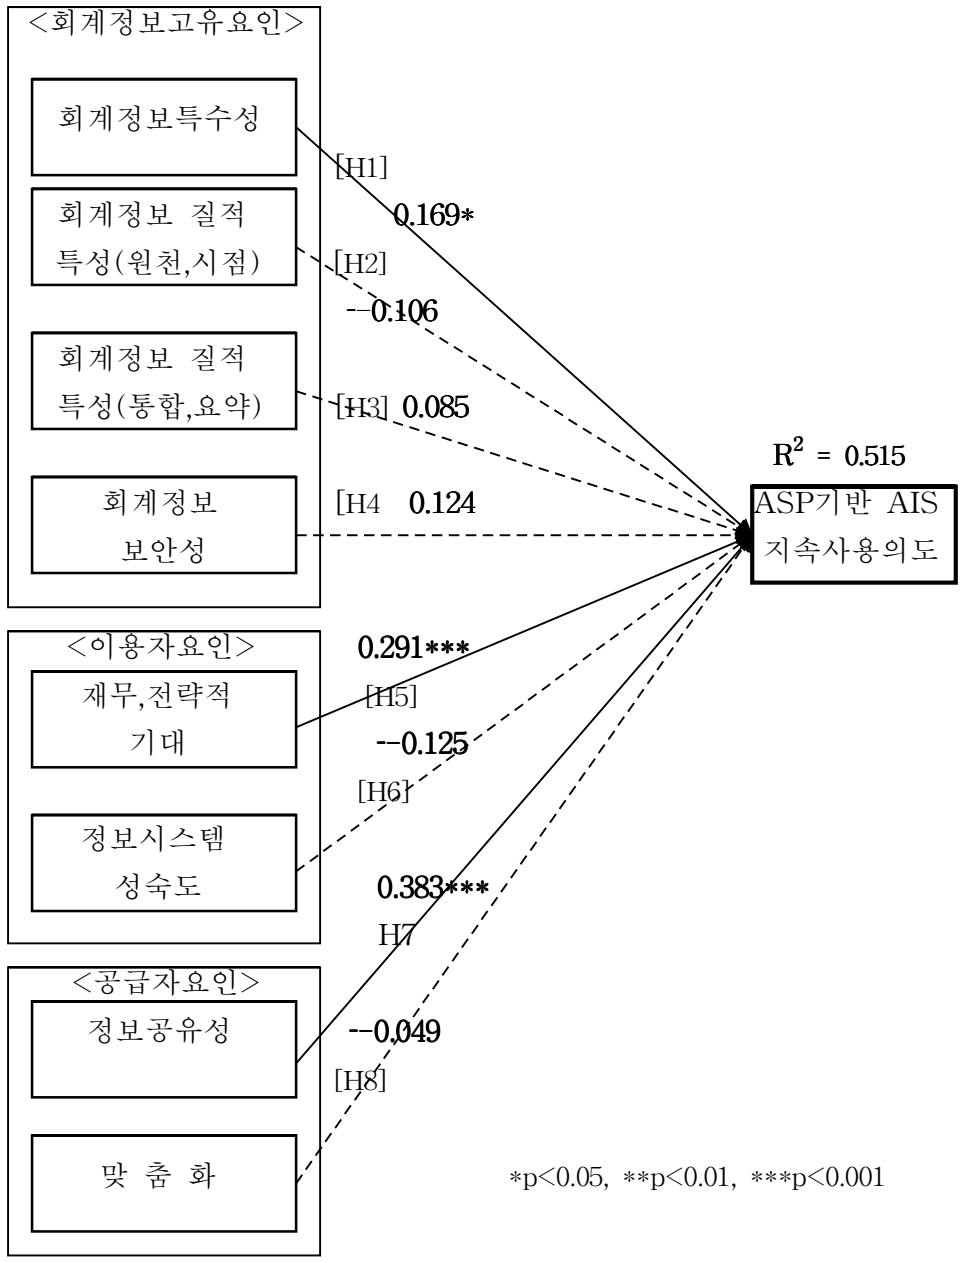 <회계정보고유요인>
회계정보특수성
[H1]
0.169*
회계정보 질적
특성(원천,시점)
[H2]
--0.106
회계정보 질적
특성(통합,요약)
[H3] 0.085
회계정보
보안성
[H4 0.124
R² = 0.515
ASP기반 AIS
지속사용의도
<이용자요인>
재무,전략적
기대
0.291***
[H5]
--0.125
[H6]
정보시스템
성숙도
0.383***
H7
<공급자요인>
정보공유성
--0.049
[H8]
맞 춤 화
*p<0.05, **p<0.01, ***p<0.001